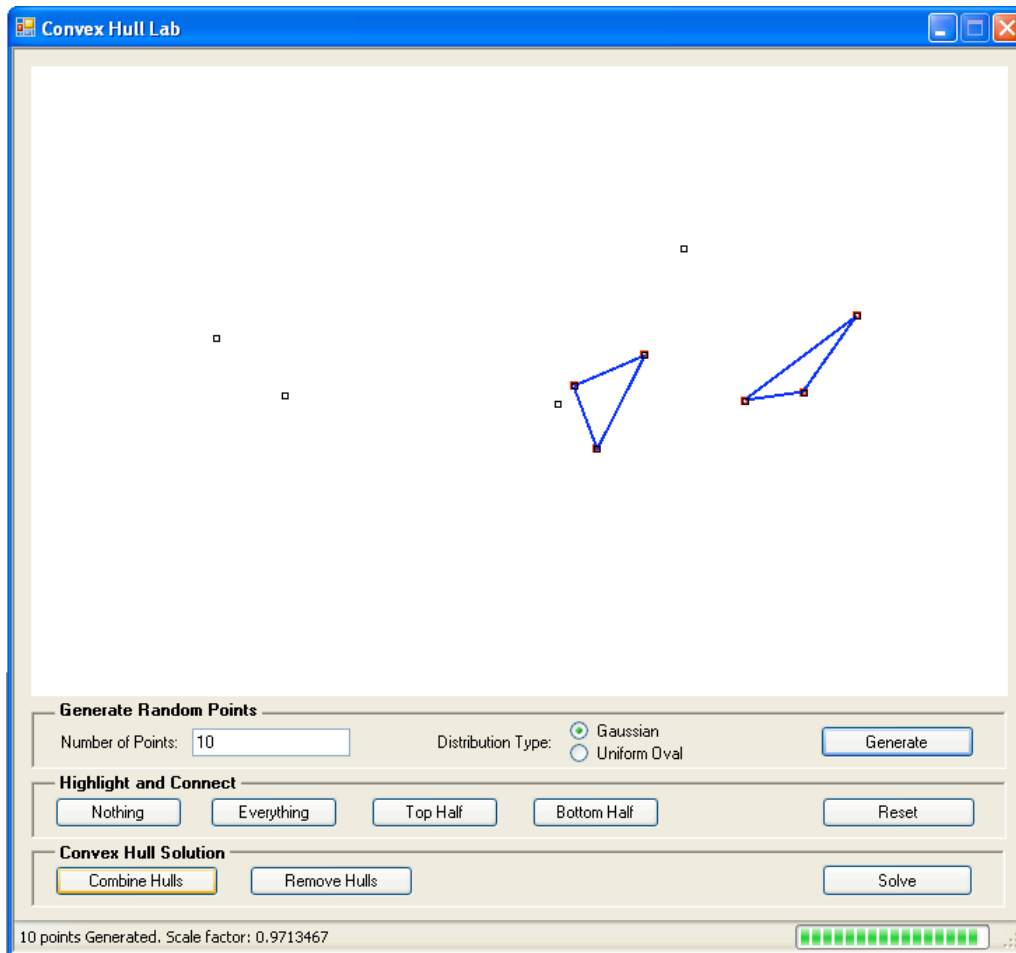 Convex Hull Lab
Generate Random Points
Number of Points: 10 Distribution Type: Gaussian
Uniform Oval
Generate
Highlight and Connect
Nothing Everything Top Half Bottom Half Reset
Convex Hull Solution
Combine Hulls Remove Hulls Solve
10 points Generated. Scale factor: 0.9713467